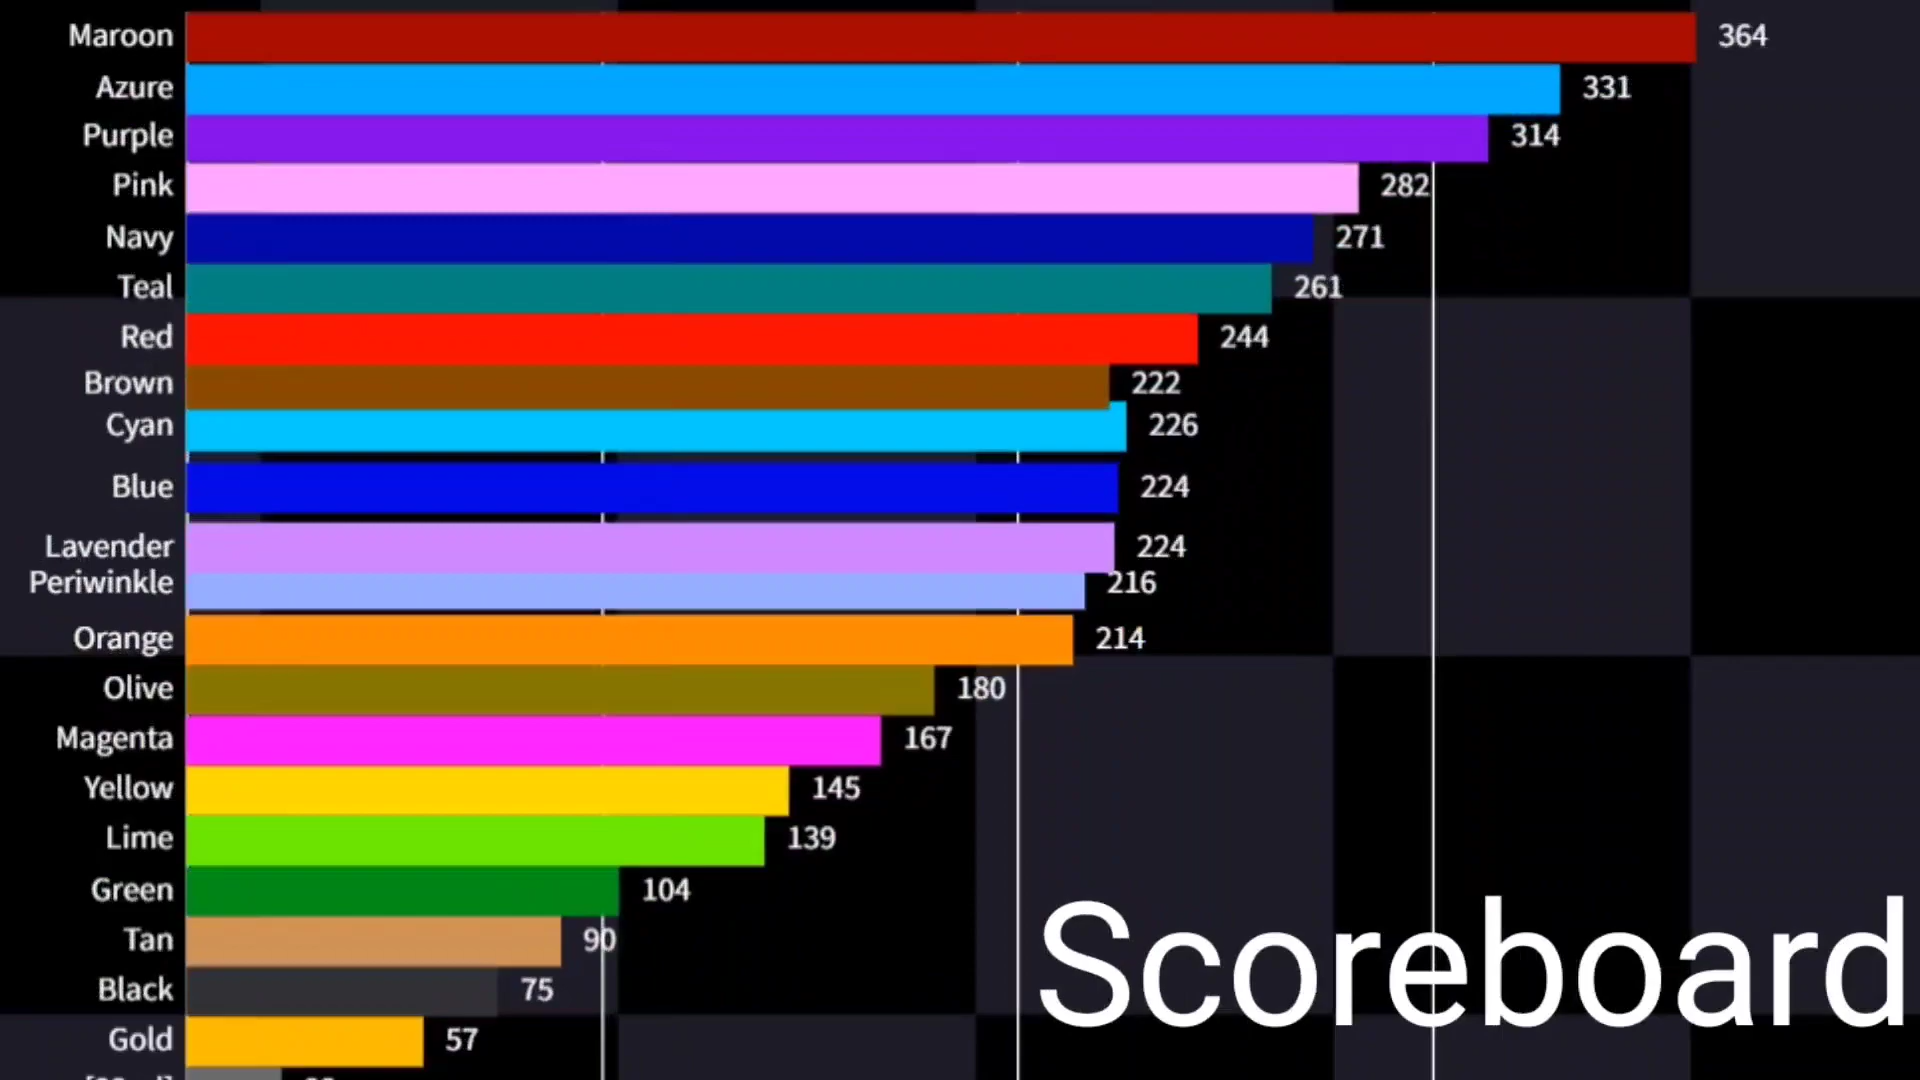 Maroon 364
Azure 331
Purple 314
Pink 282
Navy 271
Teal 261
Red 244
Brown 222
Cyan 226
Blue 224
Lavender 224
Periwinkle 216
Orange 214
Olive 180
Magenta 167
Yellow 145
Lime 139
Green 104
Tan 90
Black 75
Gold 57
Scoreboard